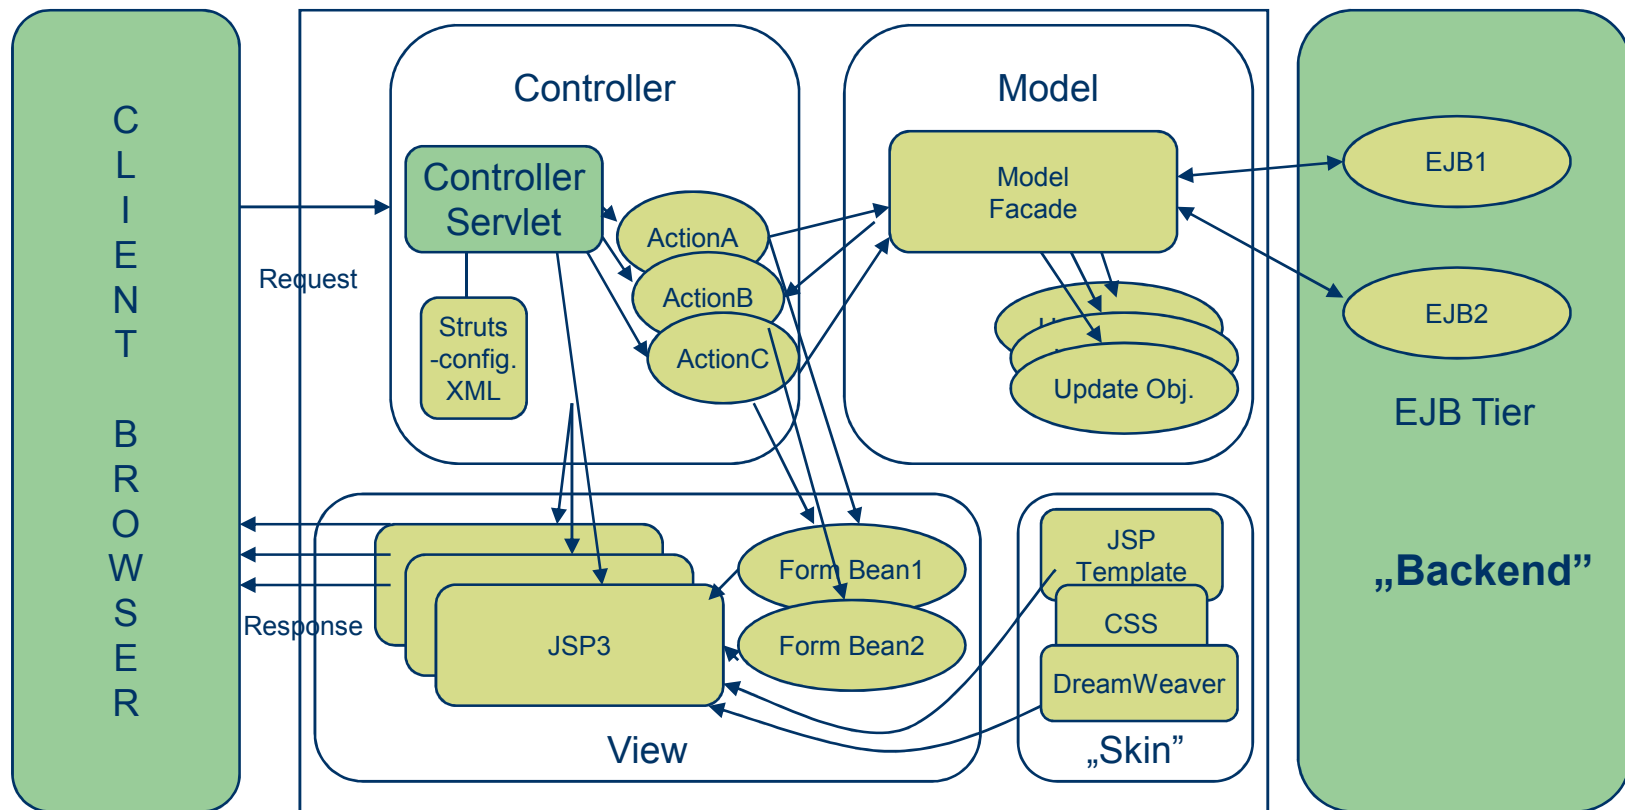 C
L
I
E
N
T
B
R
O
W
S
E
R
Request
Response
Controller
Controller
Servlet
Struts
-config.
XML
ActionA
ActionB
ActionC
Model
Model
Facade
Update Obj.
JSP3
Form Bean1
Form Bean2
View
JSP
Template
CSS
DreamWeaver
„Skin”
EJB1
EJB2
EJB Tier
„Backend”